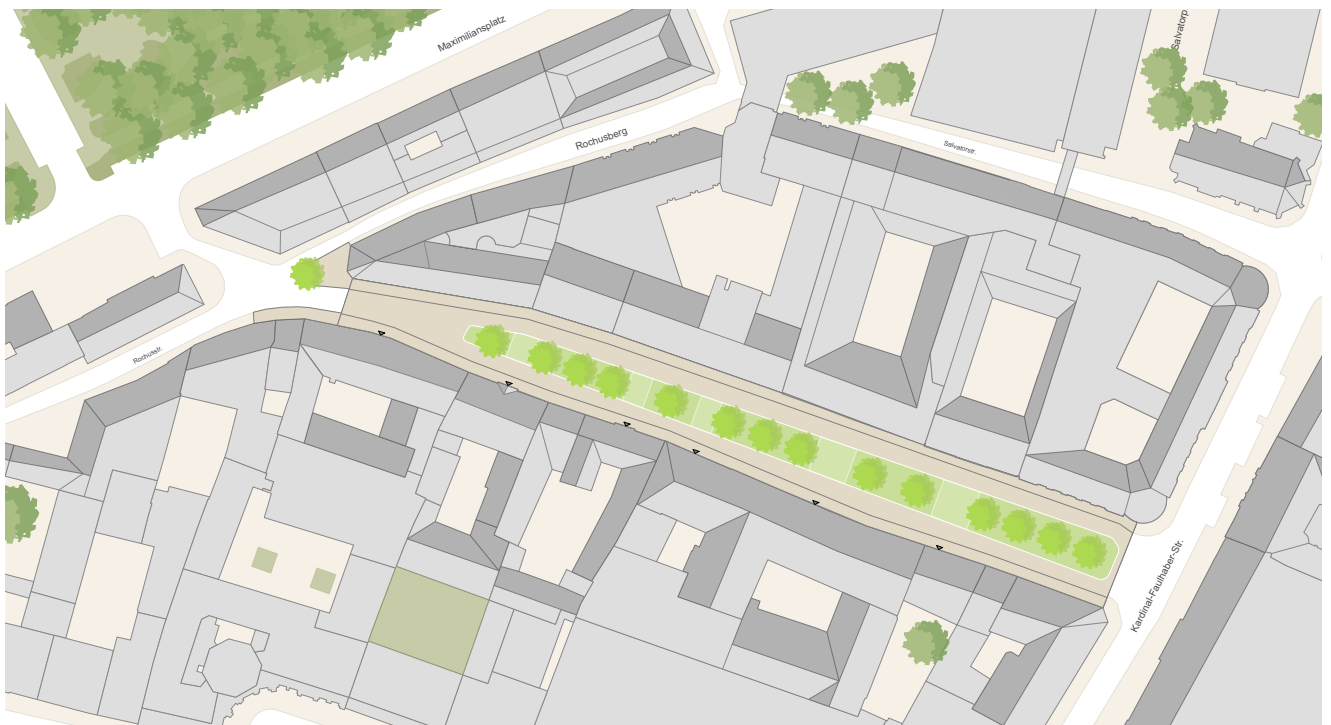 Maximiliansplatz
Salvatorp
Rochusberg
Salvatorstr.
Rochusstr.
Kardinal-Faulhaber-Str.